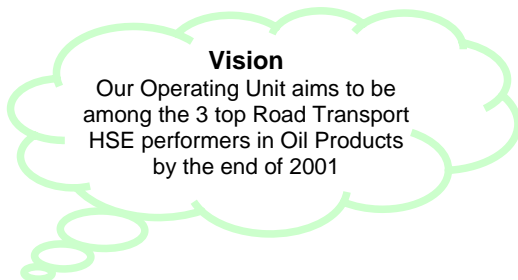 Vision
Our Operating Unit aims to be
among the 3 top Road Transport
HSE performers in Oil Products
by the end of 2001